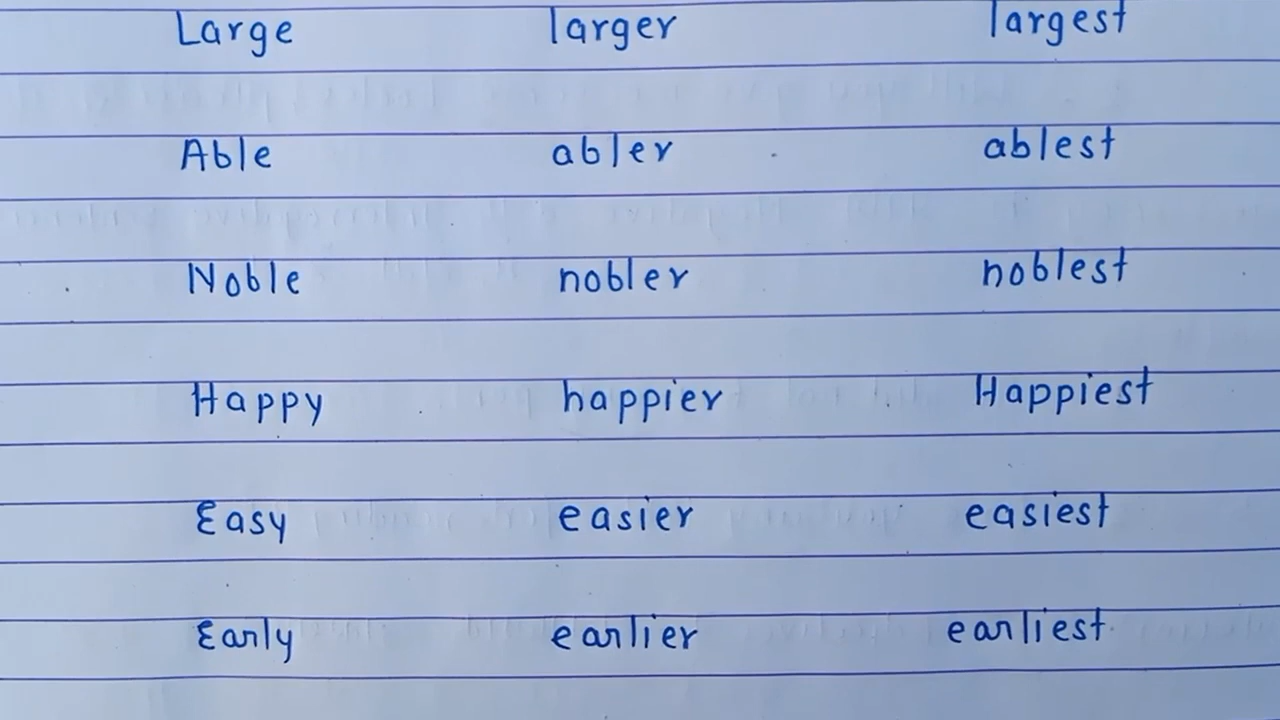 Large larger largest
Able abler ablest
Noble nobler noblest
Happy happier Happiest
Easy easier easiest
Early earlier earliest